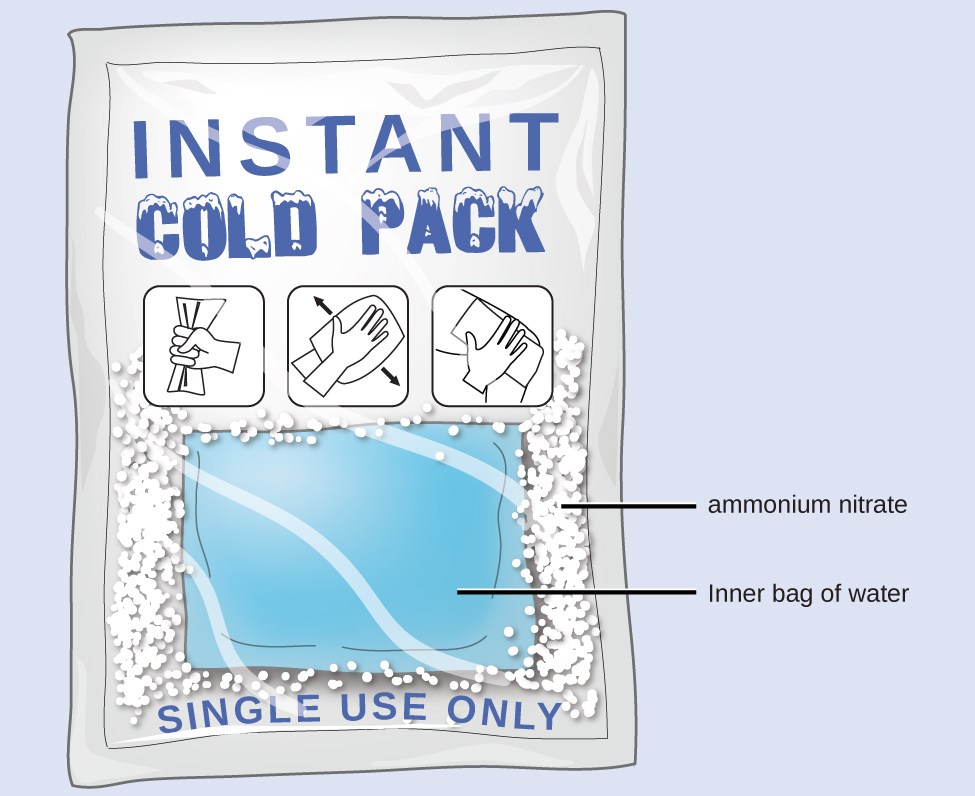 INSTANT
COLD PACK
ammonium nitrate
Inner bag of water
SINGLE USE ONLY